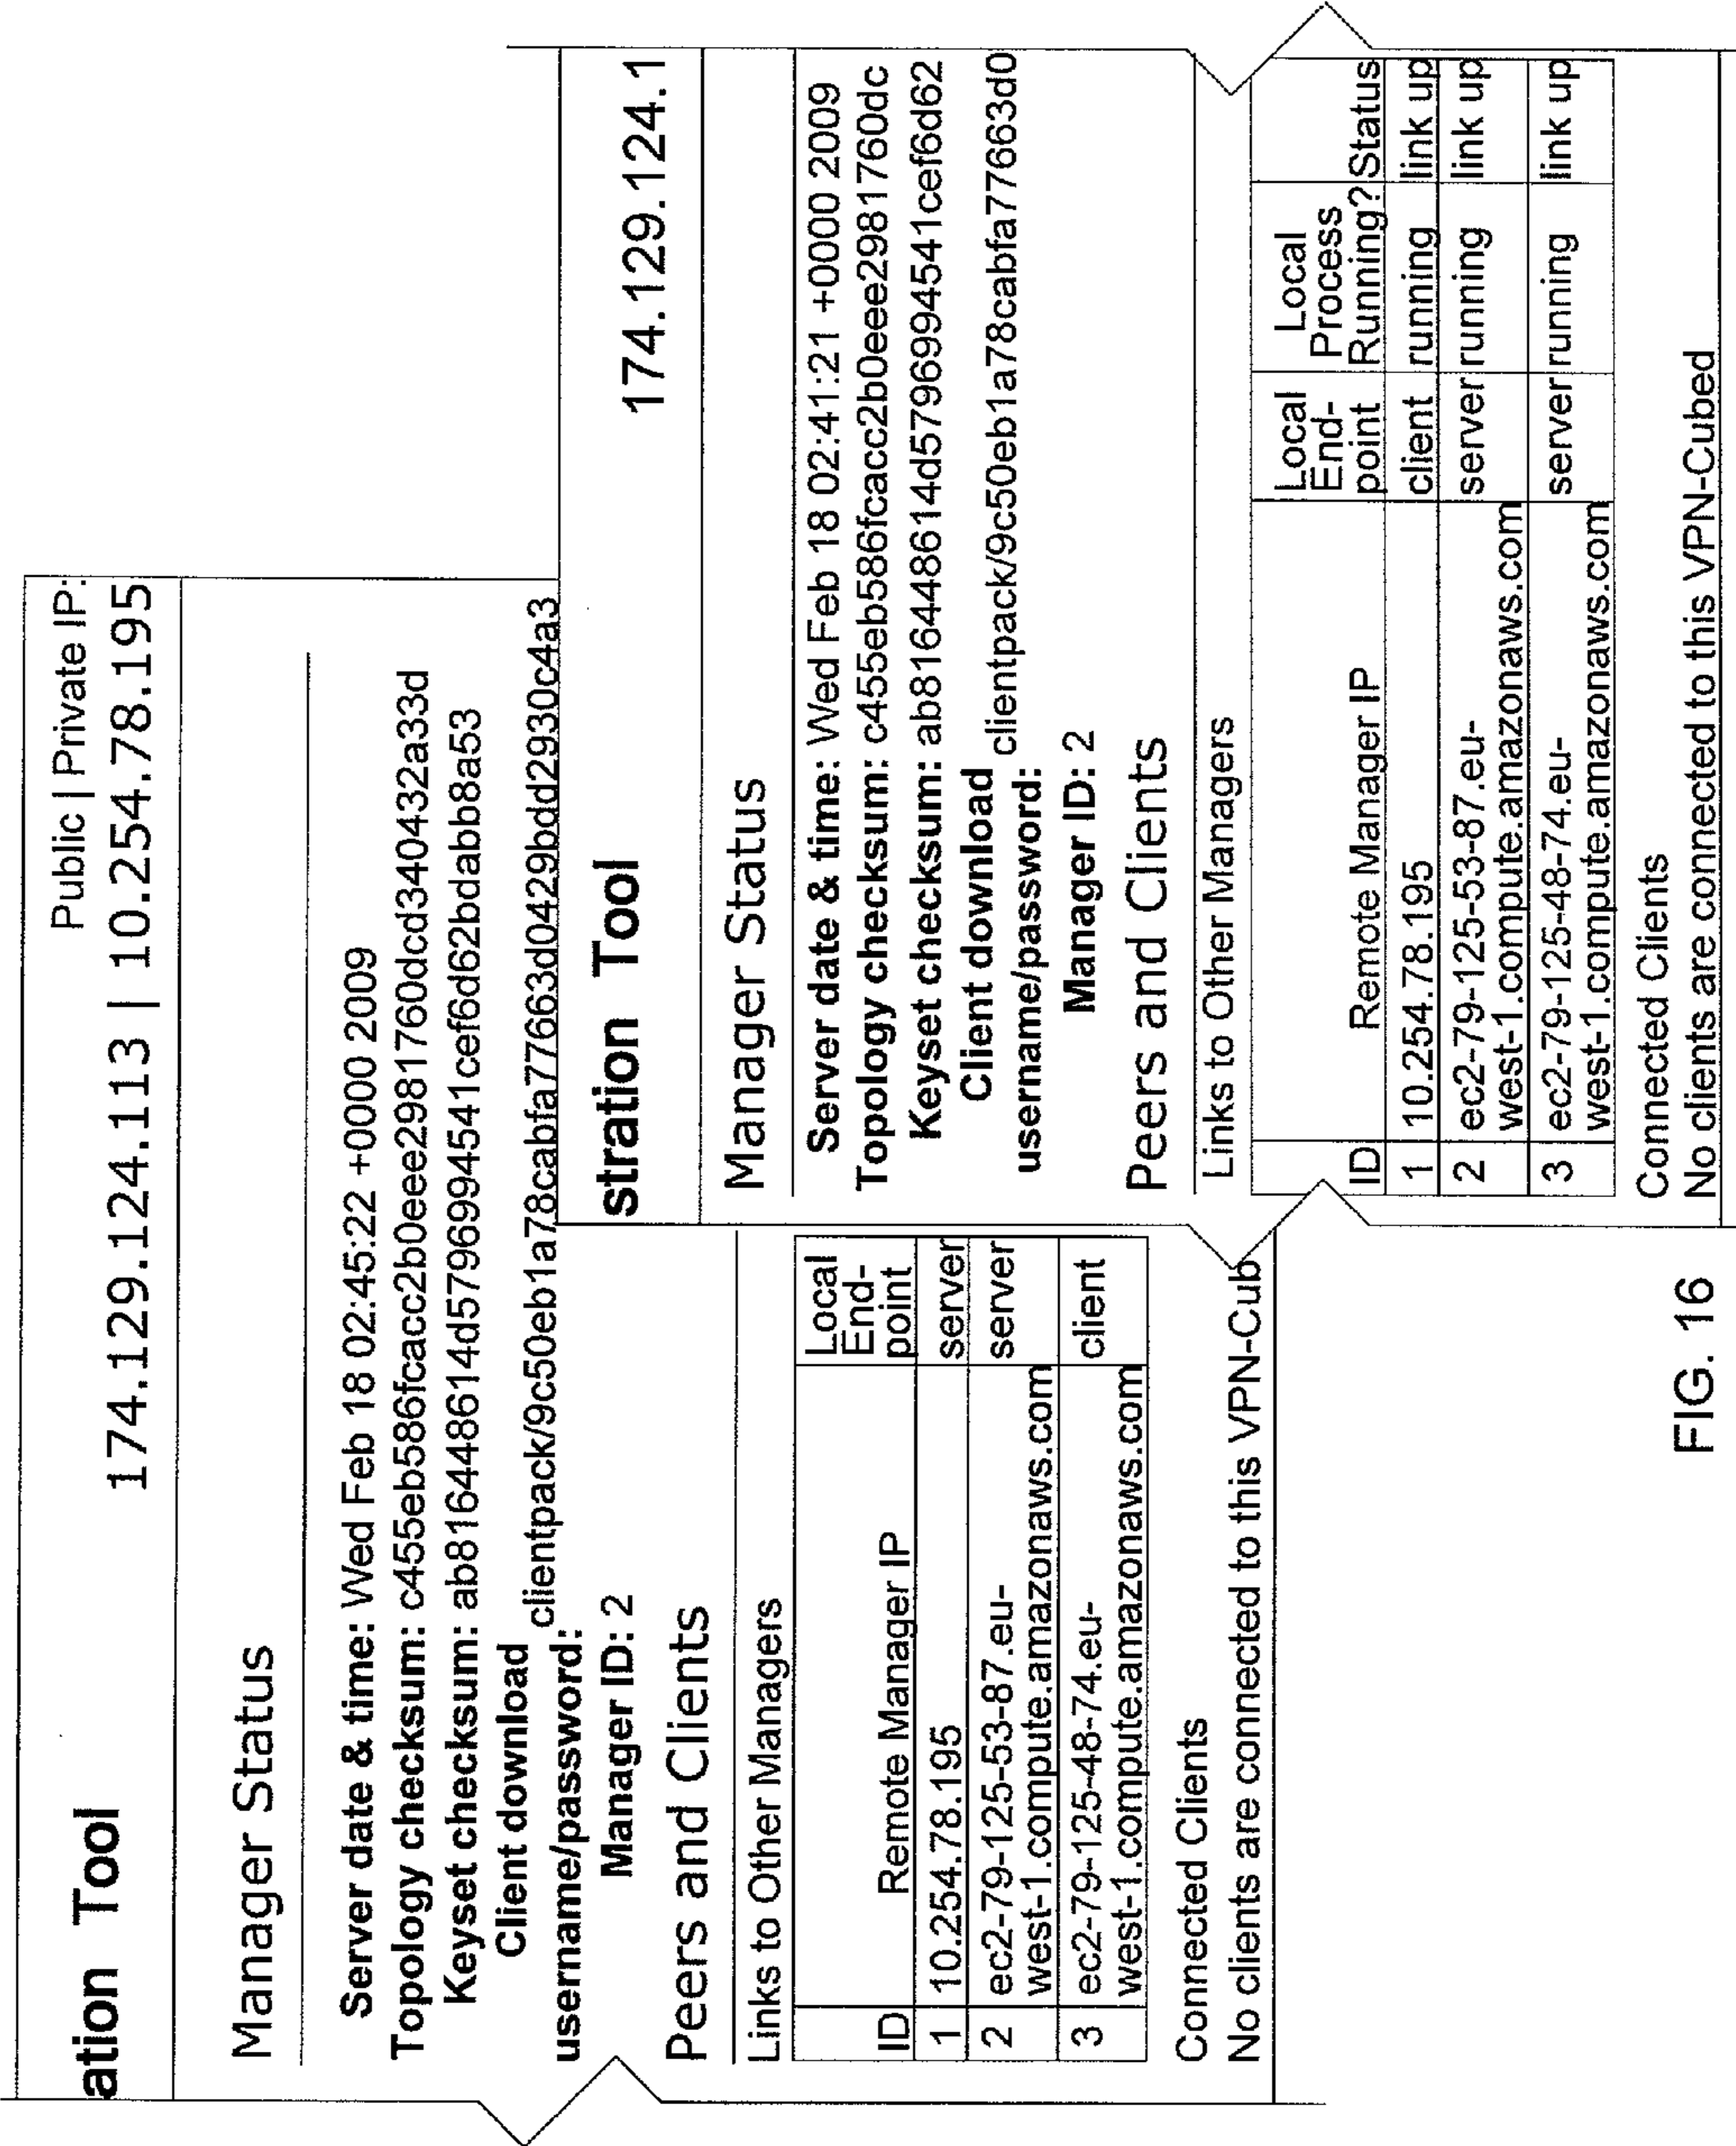 Public | Private IP:
ation Tool 174.129.124.113 | 10.254.78.195
Manager Status
Server date & time: Wed Feb 18 02:45:22 +0000 2009
Topology checksum: c455eb586fcacc2b0eee2981760dcd340432a33d
Keyset checksum: ab816448614d5796994541cef6d62bdabb8a53
Client download
username/password: clientpack/9c50eb1a78cabfa77663d0429bdd2930c4a3
Manager ID: 2
Peers and Clients
Links to Other Managers
ID Remote Manager IP Local End-point
1 10.254.78.195 server
2 ec2-79-125-53-87.eu- server
west-1.compute.amazonaws.com
3 ec2-79-125-48-74.eu- client
west-1.compute.amazonaws.com
Connected Clients
No clients are connected to this VPN-Cub
stration Tool 174.129.124.1
Manager Status
Server date & time: Wed Feb 18 02:41:21 +0000 2009
Topology checksum: c455eb586fcacc2b0eee2981760dc
Keyset checksum: ab816448614d5796994541cef6d62
Client download
username/password: clientpack/9c50eb1a78cabfa77663d0
Manager ID: 2
Peers and Clients
Links to Other Managers
ID Remote Manager IP Local End-point Local Process Running? Status
1 10.254.78.195 client running link up
2 ec2-79-125-53-87.eu- server running link up
west-1.compute.amazonaws.com
3 ec2-79-125-48-74.eu- server running link up
west-1.compute.amazonaws.com
Connected Clients
No clients are connected to this VPN-Cubed
FIG. 16